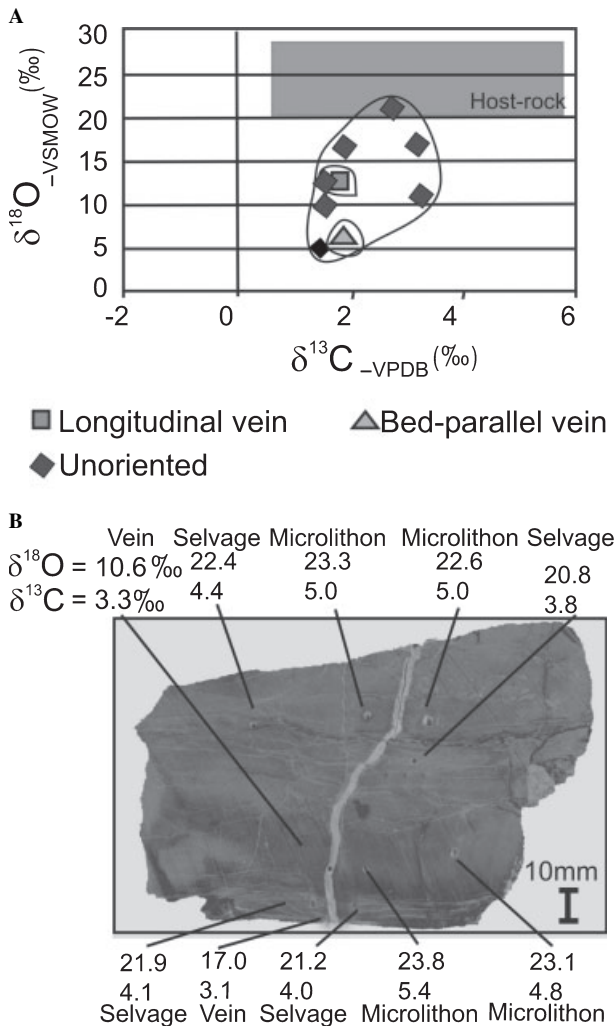 A
30
25
20
15
10
5
0
δ18O –VSMOW (‰)
Host-rock
-2 0 2 4 6
δ13C –VPDB (‰)
Longitudinal vein Bed-parallel vein
Unoriented
B
Vein Selvage Microlithon Microlithon Selvage
δ18O = 10.6 ‰ 22.4 23.3 22.6 20.8
δ13C = 3.3‰ 4.4 5.0 5.0 3.8
10mm
21.9 17.0 21.2 23.8 23.1
4.1 3.1 4.0 5.4 4.8
Selvage Vein Selvage Microlithon Microlithon